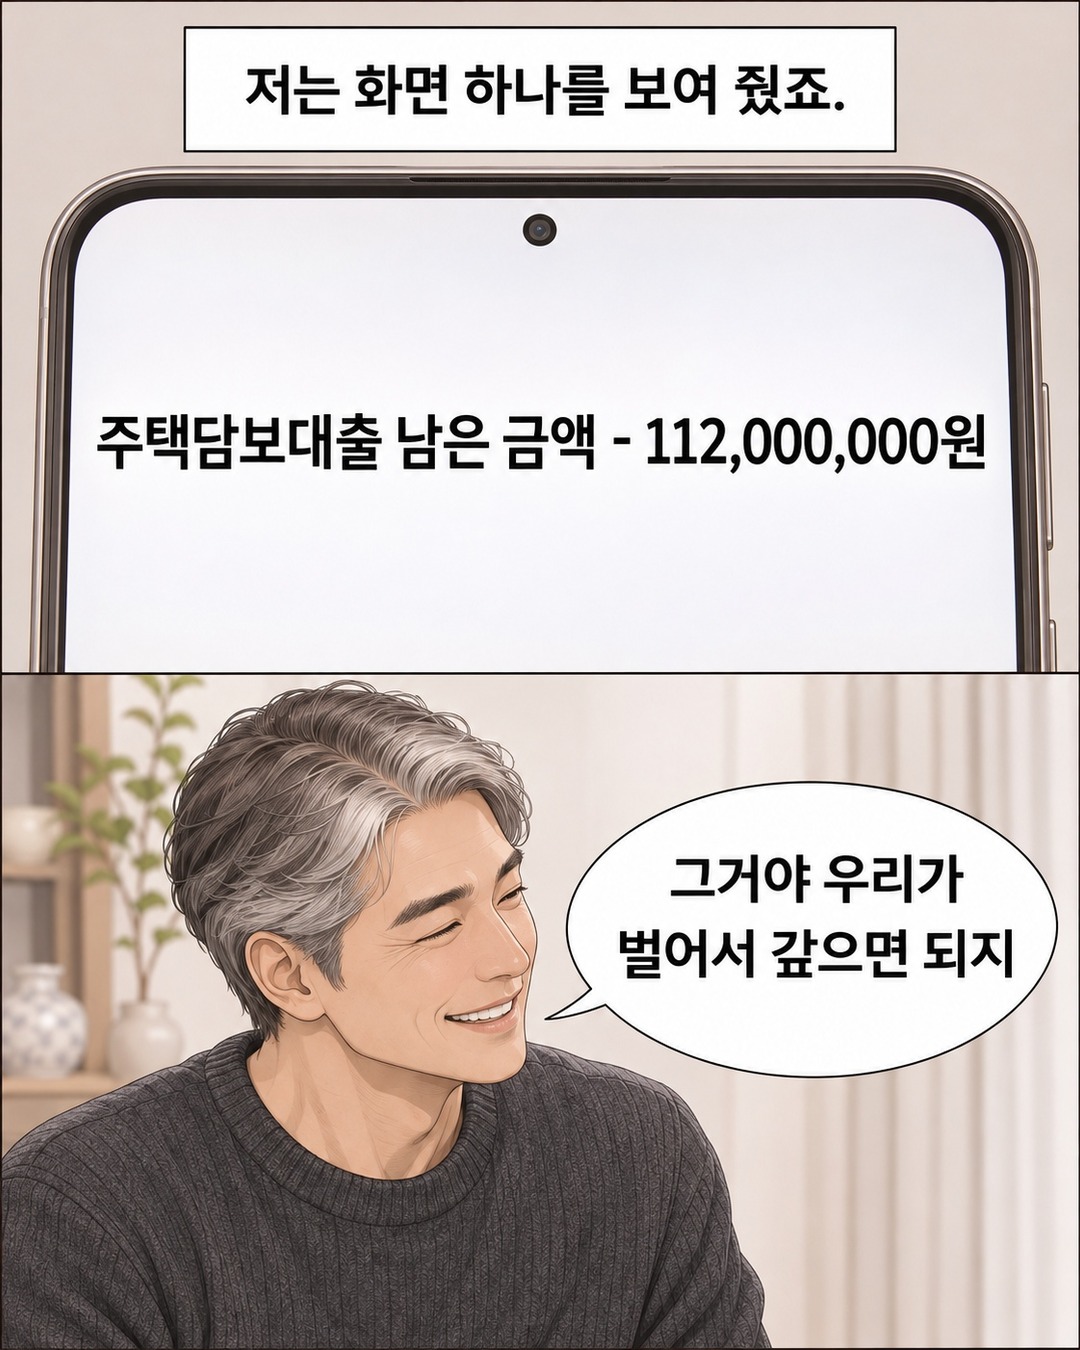 저는 화면 하나를 보여 줬죠.
주택담보대출 남은 금액 - 112,000,000원
그거야 우리가
벌어서 갚으면 되지